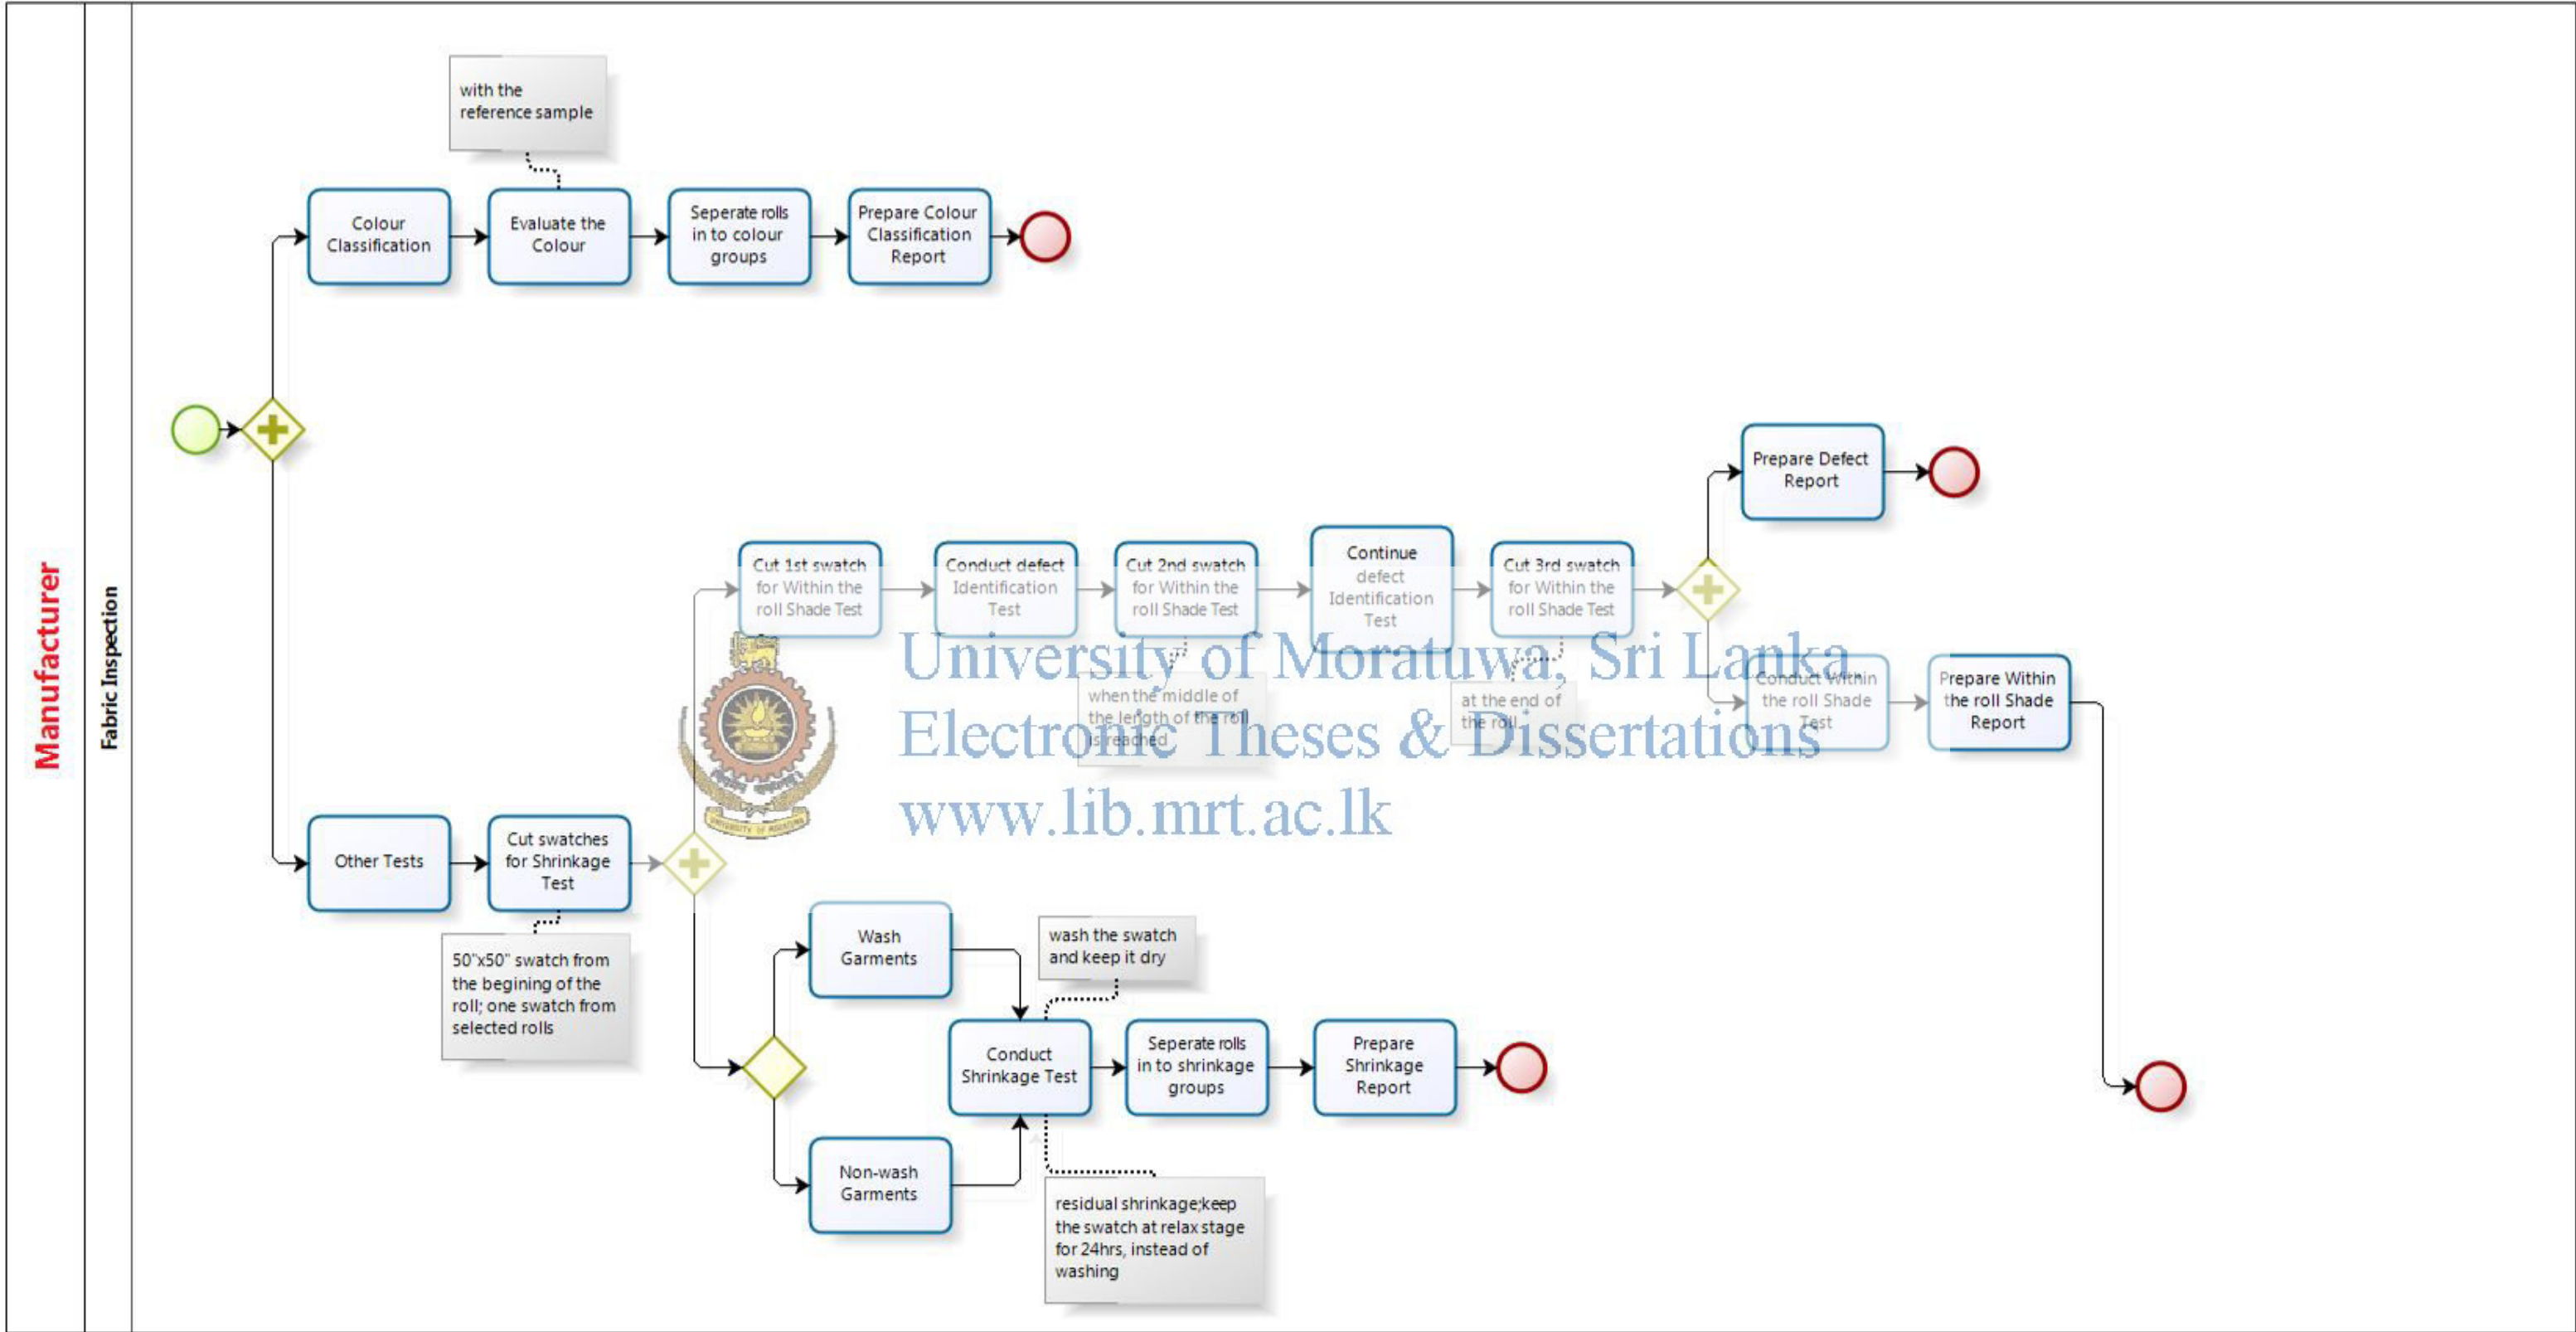 Manufacturer
Fabric Inspection
with the
reference sample
Colour
Classification
Evaluate the
Colour
Seperate rolls
in to colour
groups
Prepare Colour
Classification
Report
Prepare Defect
Report
Cut 1st swatch
for Within the
roll Shade Test
Conduct defect
Identification
Test
Cut 2nd swatch
for Within the
roll Shade Test
Continue
defect
Identification
Test
Cut 3rd swatch
for Within the
roll Shade Test
when the middle of
the length of the roll
is reached
at the end of
the roll
Conduct Within
the roll Shade
Test
Prepare Within
the roll Shade
Report
University of Moratuwa, Sri Lanka.
Electronic Theses & Dissertations
www.lib.mrt.ac.lk
UNIVERSITY OF MORATUWA
Other Tests
Cut swatches
for Shrinkage
Test
50"x50" swatch from
the begining of the
roll; one swatch from
selected rolls
Wash
Garments
wash the swatch
and keep it dry
Conduct
Shrinkage Test
Seperate rolls
in to shrinkage
groups
Prepare
Shrinkage
Report
Non-wash
Garments
residual shrinkage;keep
the swatch at relax stage
for 24hrs, instead of
washing